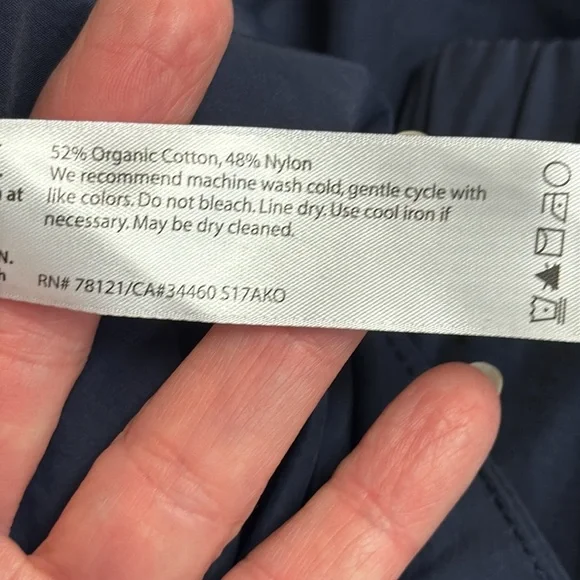 52% Organic Cotton, 48% Nylon
We recommend machine wash cold, gentle cycle with
at like colors. Do not bleach. Line dry. Use cool iron if
necessary. May be dry cleaned.
N.
RN# 78121/CA#34460 S17AKO